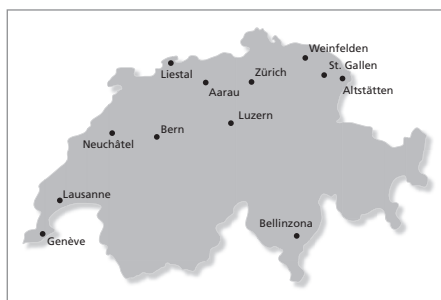 Weinfelden
St. Gallen
Liestal
Zürich
Aarau
Altstätten
Luzern
Bern
Neuchâtel
Lausanne
Bellinzona
Genève